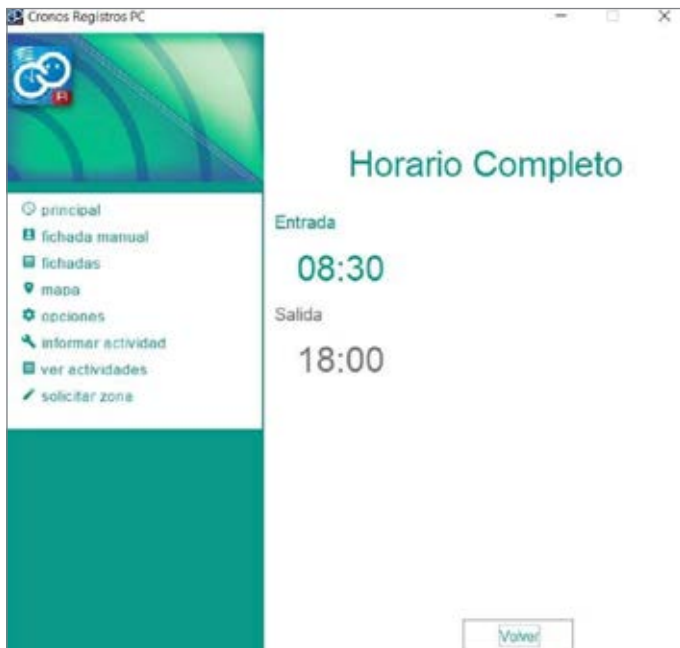 Cronos Registros PC
Horario Completo
principal
fichada manual
fichadas
mapa
opciones
informar actividad
ver actividades
solicitar zona
Entrada
08:30
Salida
18:00
Volver